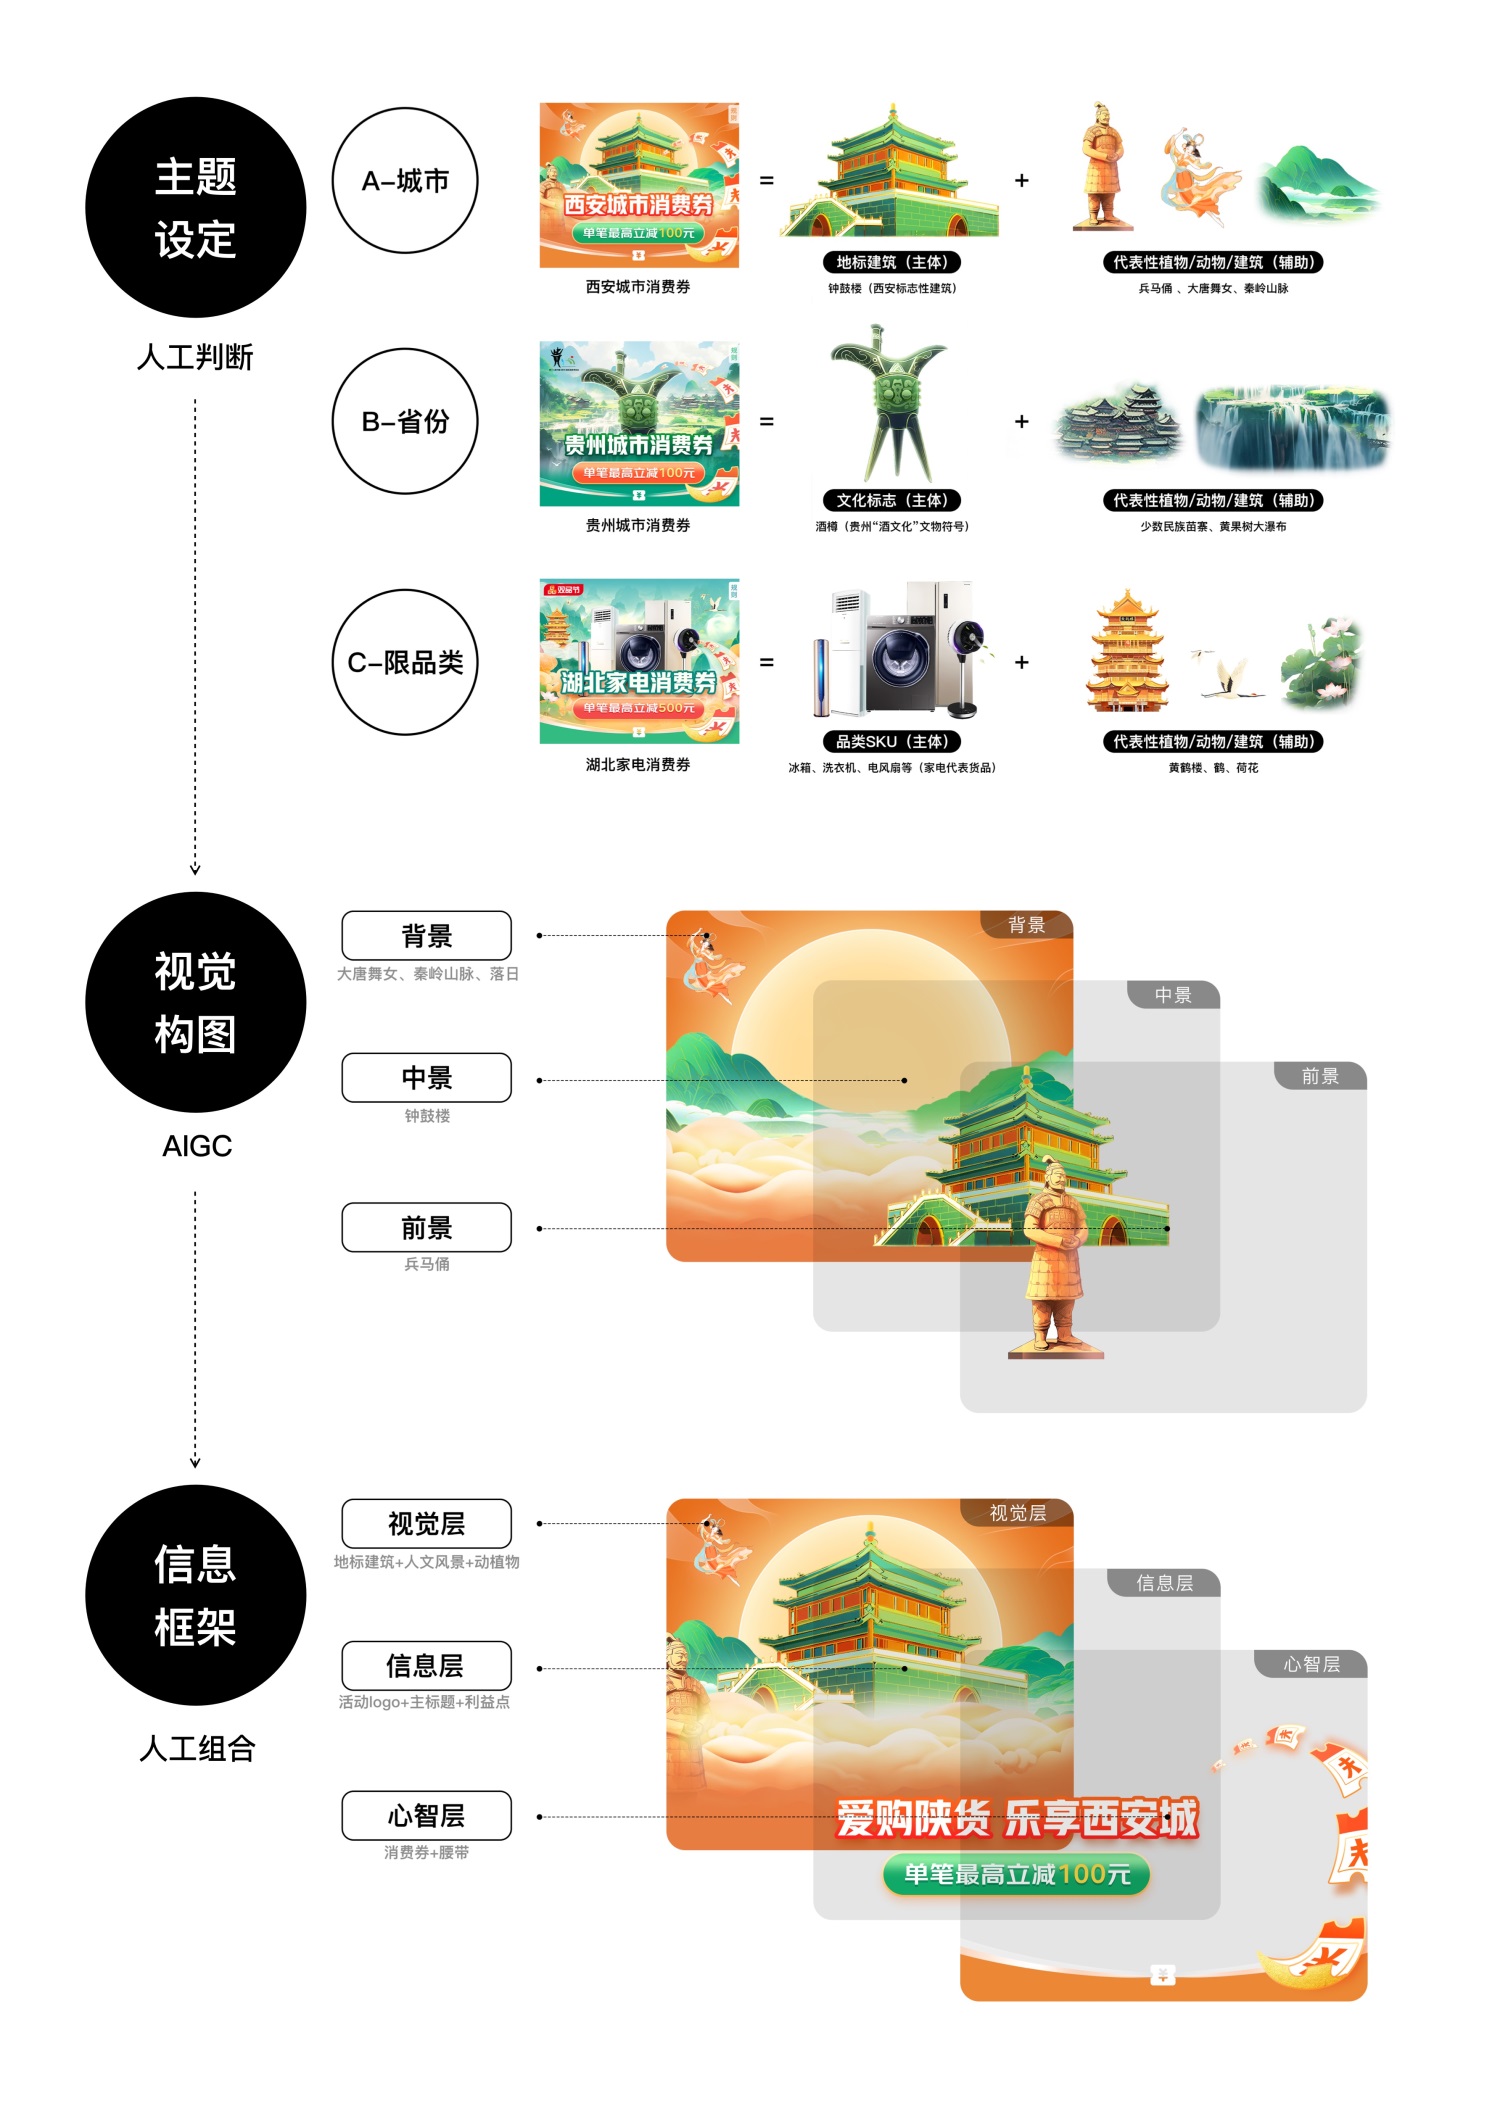 主题
设定
人工判断
A-城市
规则
西安城市消费券
单笔最高立减100元
西安城市消费券
=
地标建筑（主体）
钟鼓楼（西安标志性建筑）
+
代表性植物/动物/建筑（辅助）
兵马俑 、大唐舞女、秦岭山脉
B-省份
规则
贵州城市消费券
单笔最高立减100元
贵州城市消费券
=
文化标志（主体）
酒樽（贵州“酒文化”文物符号）
+
代表性植物/动物/建筑（辅助）
少数民族苗寨、黄果树大瀑布
C-限品类
双品节
规则
湖北家电消费券
单笔最高立减500元
湖北家电消费券
=
品类SKU（主体）
冰箱、洗衣机、电风扇等（家电代表货品）
+
代表性植物/动物/建筑（辅助）
黄鹤楼、鹤、荷花
视觉
构图
AIGC
背景
大唐舞女、秦岭山脉、落日
中景
钟鼓楼
前景
兵马俑
背景
中景
前景
信息
框架
人工组合
视觉层
地标建筑+人文风景+动植物
信息层
活动logo+主标题+利益点
心智层
消费券+腰带
视觉层
信息层
心智层
爱购陕货 乐享西安城
单笔最高立减100元